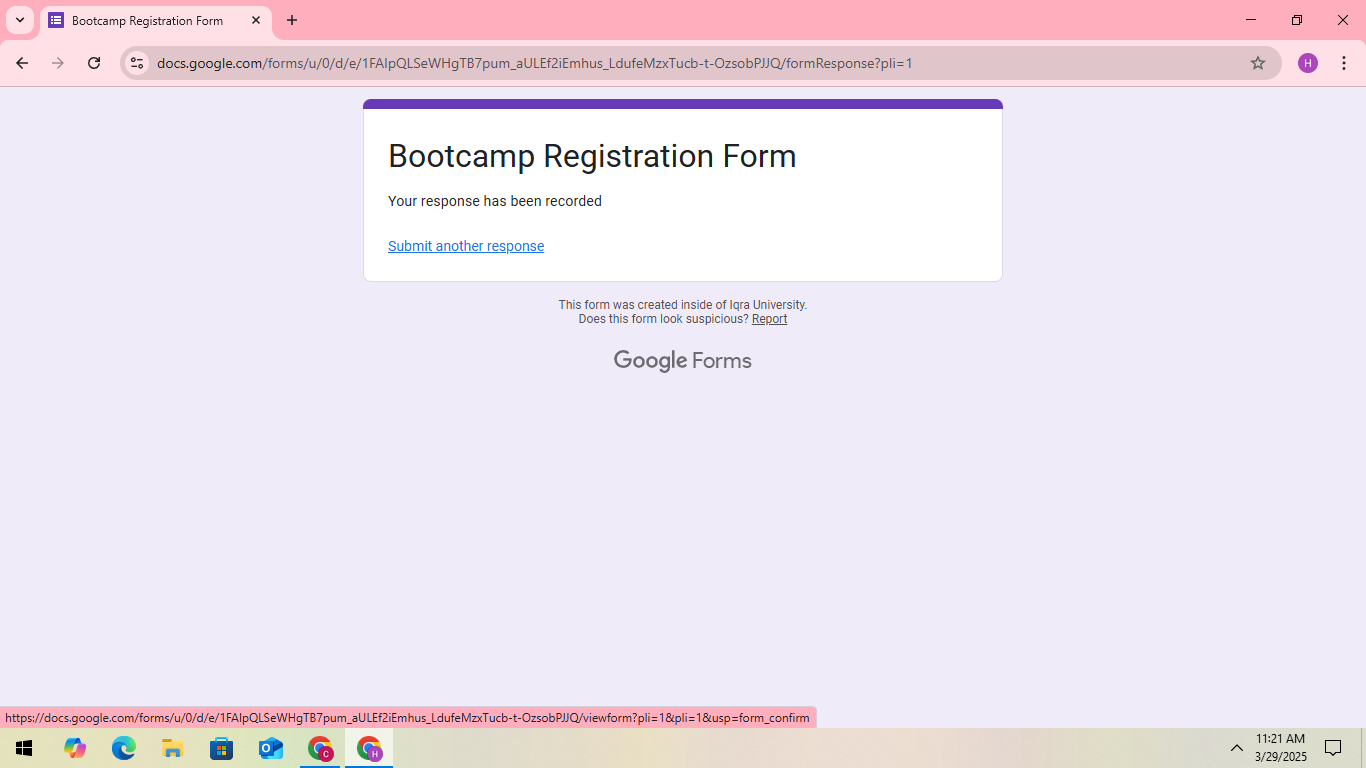 Bootcamp Registration Form
docs.google.com/forms/u/0/d/e/1FAIpQLSeWHgTB7pum_aULEf2iEmhus_LdufeMzxTucb-t-OzsobPJJQ/formResponse?pli=1
H
Bootcamp Registration Form
Your response has been recorded
Submit another response
This form was created inside of Iqra University.
Does this form look suspicious? Report
Google Forms
https://docs.google.com/forms/u/0/d/e/1FAIpQLSeWHgTB7pum_aULEf2iEmhus_LdufeMzxTucb-t-OzsobPJJQ/viewform?pli=1&pli=1&usp=form_confirm
C
H
11:21 AM
3/29/2025